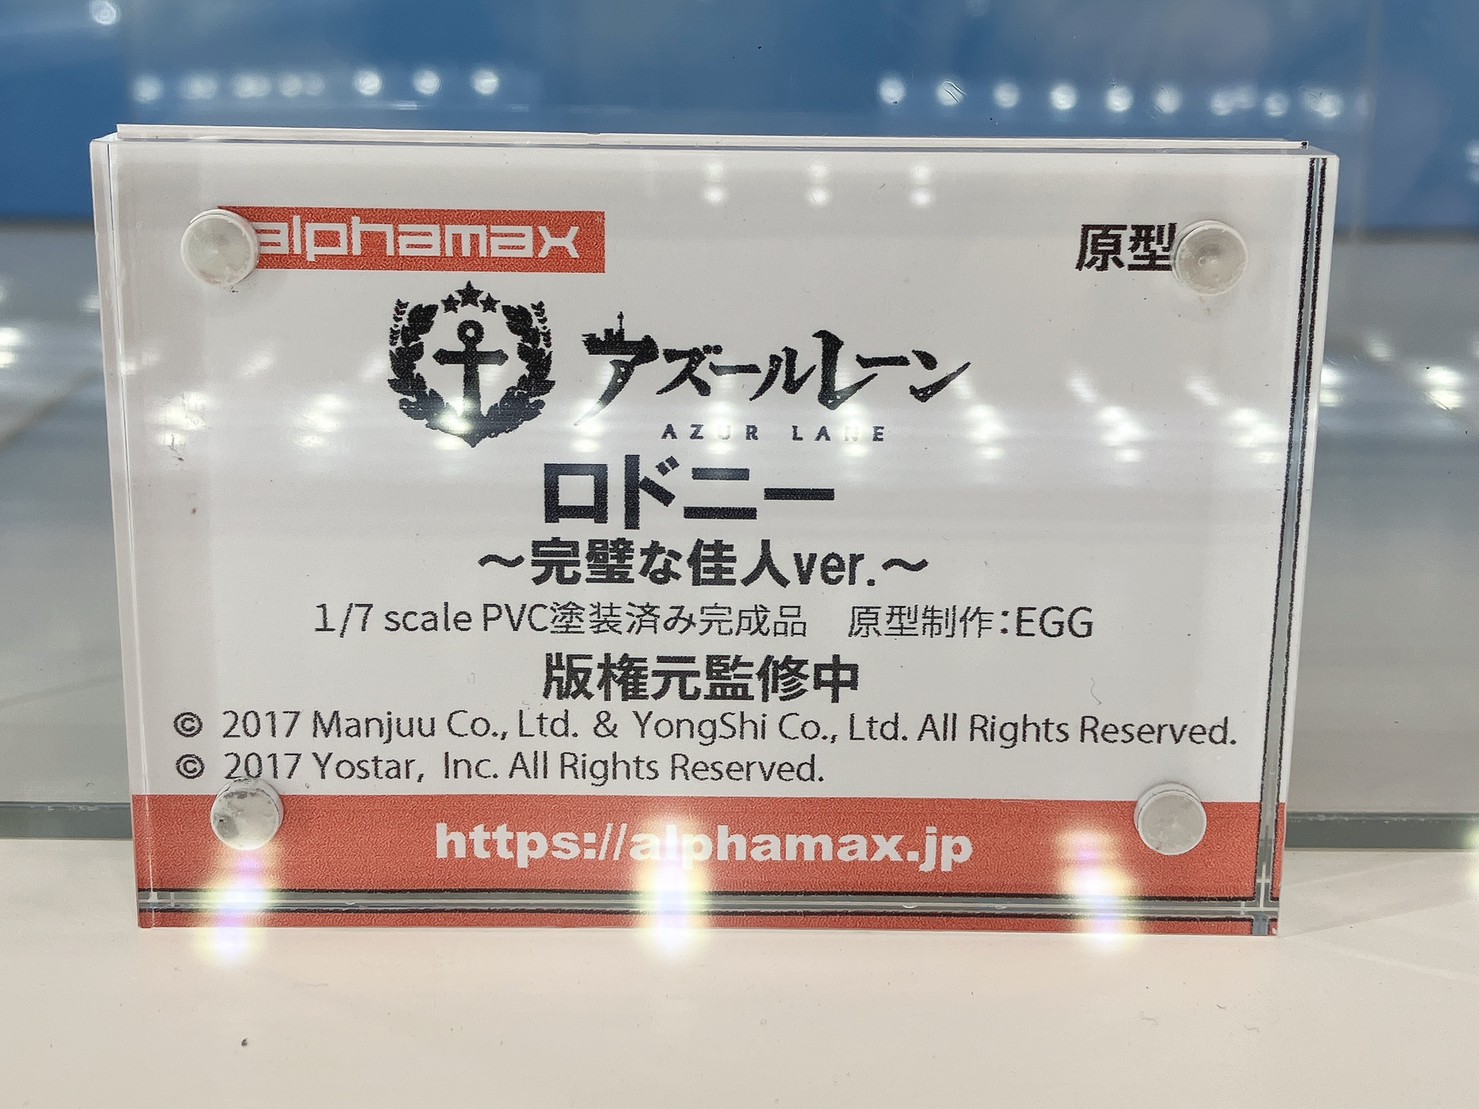 alphamax
原型
アズールレーン
AZUR LANE
ロドニー
～完璧な佳人ver.～
1/7 scale PVC塗装済み完成品　原型制作：EGG
版権元監修中
© 2017 Manjuu Co., Ltd. & YongShi Co., Ltd. All Rights Reserved.
© 2017 Yostar, Inc. All Rights Reserved.
https://alphamax.jp